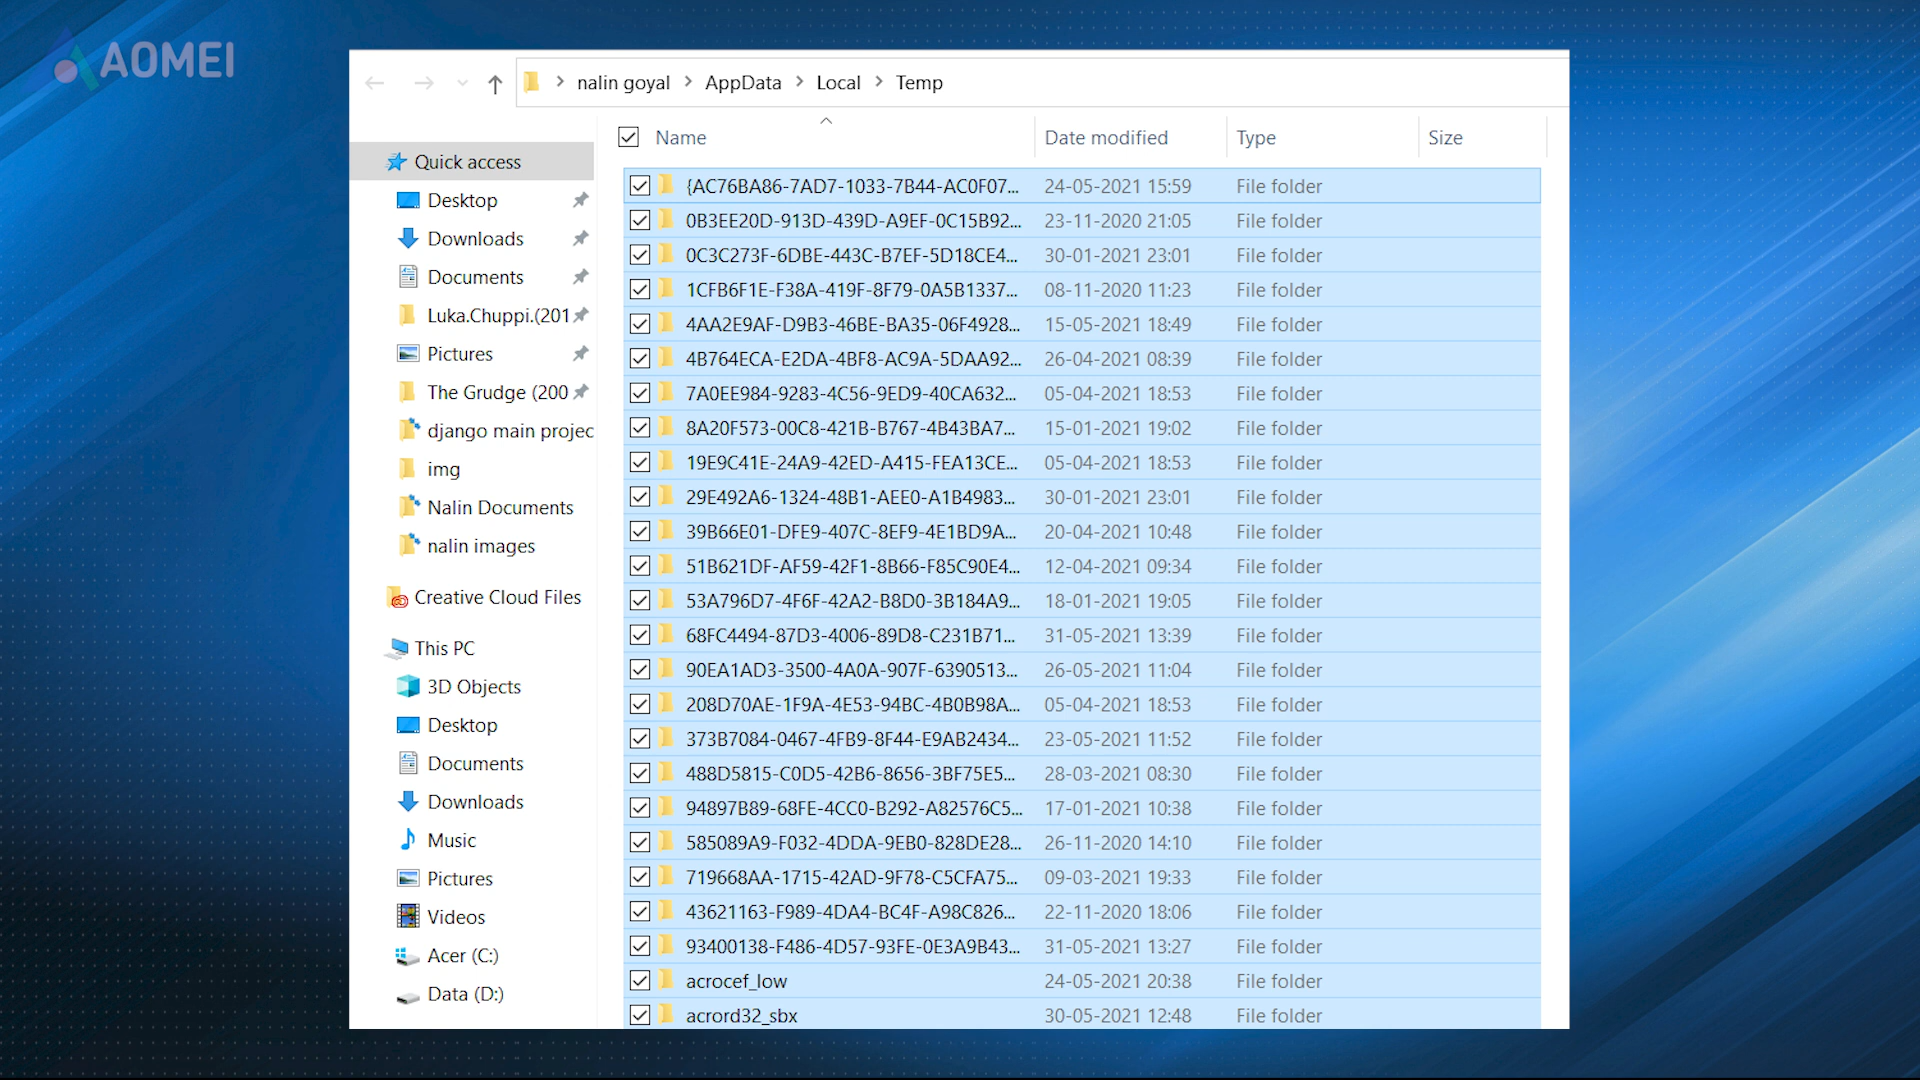 AOMEI
nalin goyal > AppData > Local > Temp
Name Date modified Type Size
Quick access
Desktop
Downloads
Documents
Luka.Chuppi.(201
Pictures
The Grudge (200
django main projec
img
Nalin Documents
nalin images
Creative Cloud Files
This PC
3D Objects
Desktop
Documents
Downloads
Music
Pictures
Videos
Acer (C:)
Data (D:)
{AC76BA86-7AD7-1033-7B44-AC0F07... 24-05-2021 15:59 File folder
0B3EE20D-913D-439D-A9EF-0C15B92... 23-11-2020 21:05 File folder
0C3C273F-6DBE-443C-B7EF-5D18CE4... 30-01-2021 23:01 File folder
1CFB6F1E-F38A-419F-8F79-0A5B1337... 08-11-2020 11:23 File folder
4AA2E9AF-D9B3-46BE-BA35-06F4928... 15-05-2021 18:49 File folder
4B764ECA-E2DA-4BF8-AC9A-5DAA92... 26-04-2021 08:39 File folder
7A0EE984-9283-4C56-9ED9-40CA632... 05-04-2021 18:53 File folder
8A20F573-00C8-421B-B767-4B43BA7... 15-01-2021 19:02 File folder
19E9C41E-24A9-42ED-A415-FEA13CE... 05-04-2021 18:53 File folder
29E492A6-1324-48B1-AEE0-A1B4983... 30-01-2021 23:01 File folder
39B66E01-DFE9-407C-8EF9-4E1BD9A... 20-04-2021 10:48 File folder
51B621DF-AF59-42F1-8B66-F85C90E4... 12-04-2021 09:34 File folder
53A796D7-4F6F-42A2-B8D0-3B184A9... 18-01-2021 19:05 File folder
68FC4494-87D3-4006-89D8-C231B71... 31-05-2021 13:39 File folder
90EA1AD3-3500-4A0A-907F-6390513... 26-05-2021 11:04 File folder
208D70AE-1F9A-4E53-94BC-4B0B98A... 05-04-2021 18:53 File folder
373B7084-0467-4FB9-8F44-E9AB2434... 23-05-2021 11:52 File folder
488D5815-C0D5-42B6-8656-3BF75E5... 28-03-2021 08:30 File folder
94897B89-68FE-4CC0-B292-A82576C5... 17-01-2021 10:38 File folder
585089A9-F032-4DDA-9EB0-828DE28... 26-11-2020 14:10 File folder
719668AA-1715-42AD-9F78-C5CFA75... 09-03-2021 19:33 File folder
43621163-F989-4DA4-BC4F-A98C826... 22-11-2020 18:06 File folder
93400138-F486-4D57-93FE-0E3A9B43... 31-05-2021 13:27 File folder
acrocef_low 24-05-2021 20:38 File folder
acrord32_sbx 30-05-2021 12:48 File folder